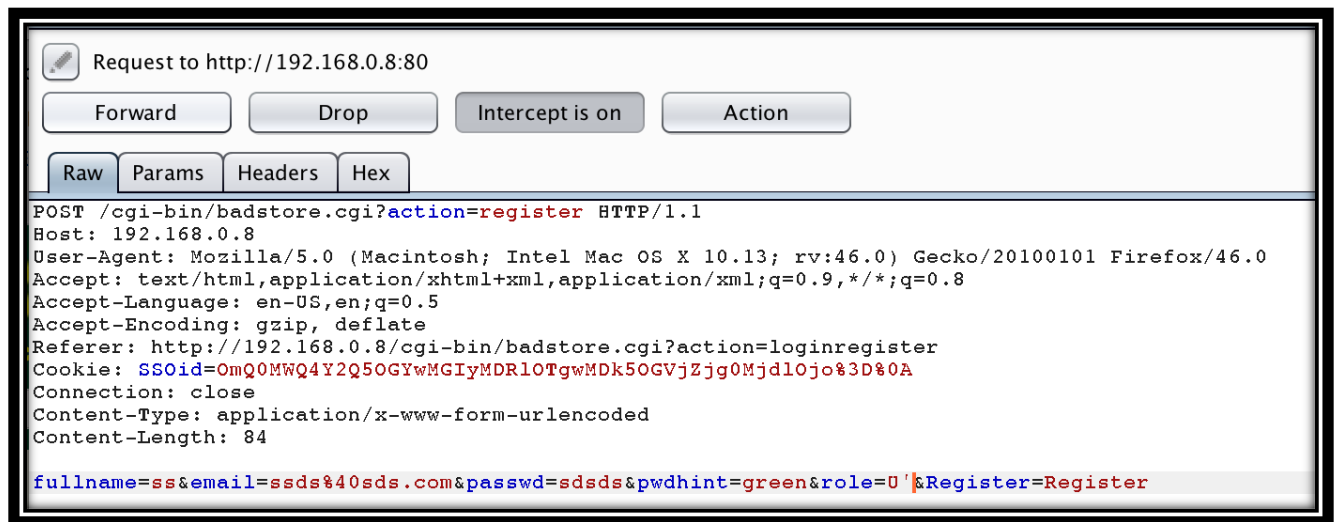 Request to http://192.168.0.8:80
Forward Drop Intercept is on Action
Raw Params Headers Hex
POST /cgi-bin/badstore.cgi?action=register HTTP/1.1
Host: 192.168.0.8
User-Agent: Mozilla/5.0 (Macintosh; Intel Mac OS X 10.13; rv:46.0) Gecko/20100101 Firefox/46.0
Accept: text/html,application/xhtml+xml,application/xml;q=0.9,*/*;q=0.8
Accept-Language: en-US,en;q=0.5
Accept-Encoding: gzip, deflate
Referer: http://192.168.0.8/cgi-bin/badstore.cgi?action=loginregister
Cookie: SSOid=OmQ0MWQ4Y2Q5OGYwMGIyMDRlOTgwMDk5OGVjZjg0MjdlOjo%3D%0A
Connection: close
Content-Type: application/x-www-form-urlencoded
Content-Length: 84
fullname=ss&email=ssds%40sds.com&passwd=sdsds&pwdhint=green&role=U'&Register=Register